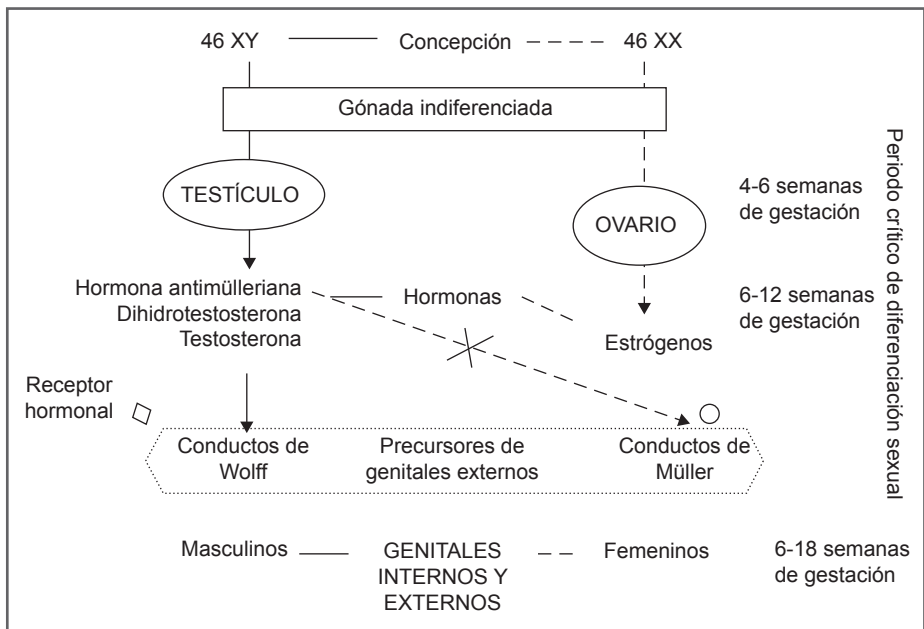 46 XY
Concepción
46 XX
Gónada indiferenciada
TESTÍCULO
OVARIO
4-6 semanas
de gestación
Hormona antimülleriana
Dihidrotestosterona
Testosterona
Hormonas
Estrógenos
6-12 semanas
de gestación
Periodo crítico de diferenciación sexual
Receptor
hormonal
Conductos de
Wolff
Precursores de
genitales externos
Conductos de
Müller
Masculinos
GENITALES
INTERNOS Y
EXTERNOS
Femeninos
6-18 semanas
de gestación